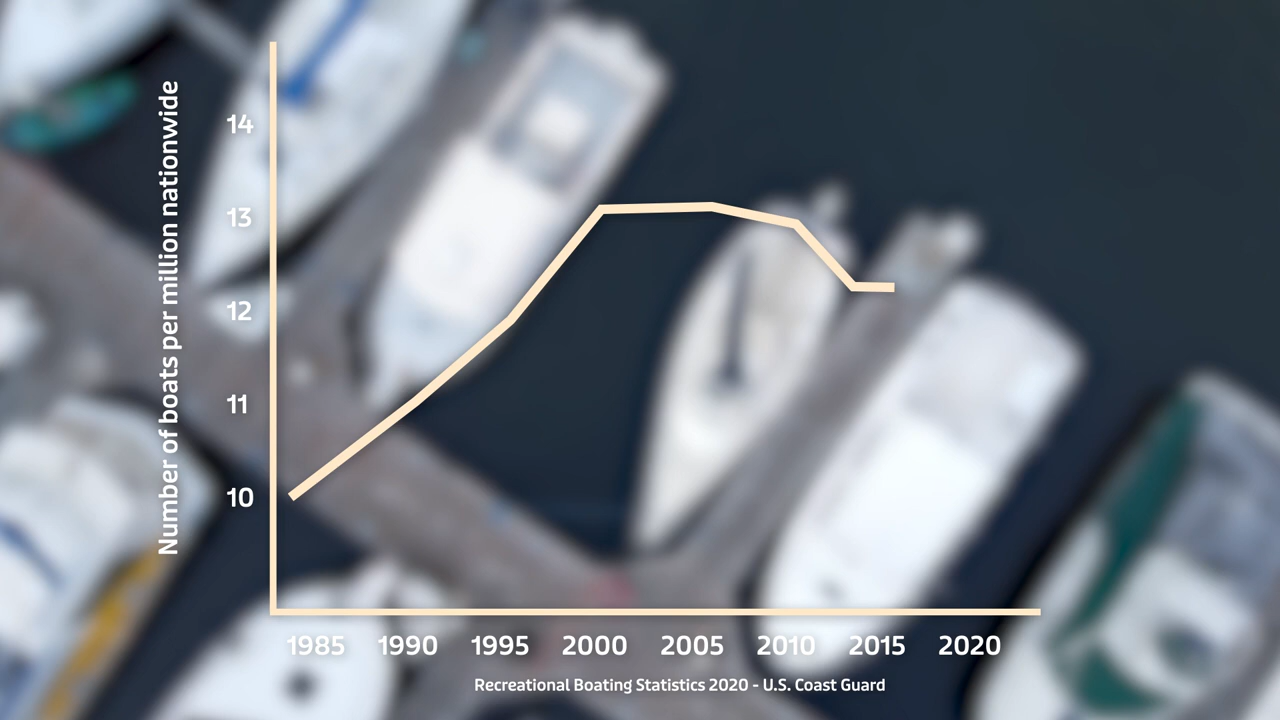 Number of boats per million nationwide
14
13
12
11
10
1985 1990 1995 2000 2005 2010 2015 2020
Recreational Boating Statistics 2020 - U.S. Coast Guard